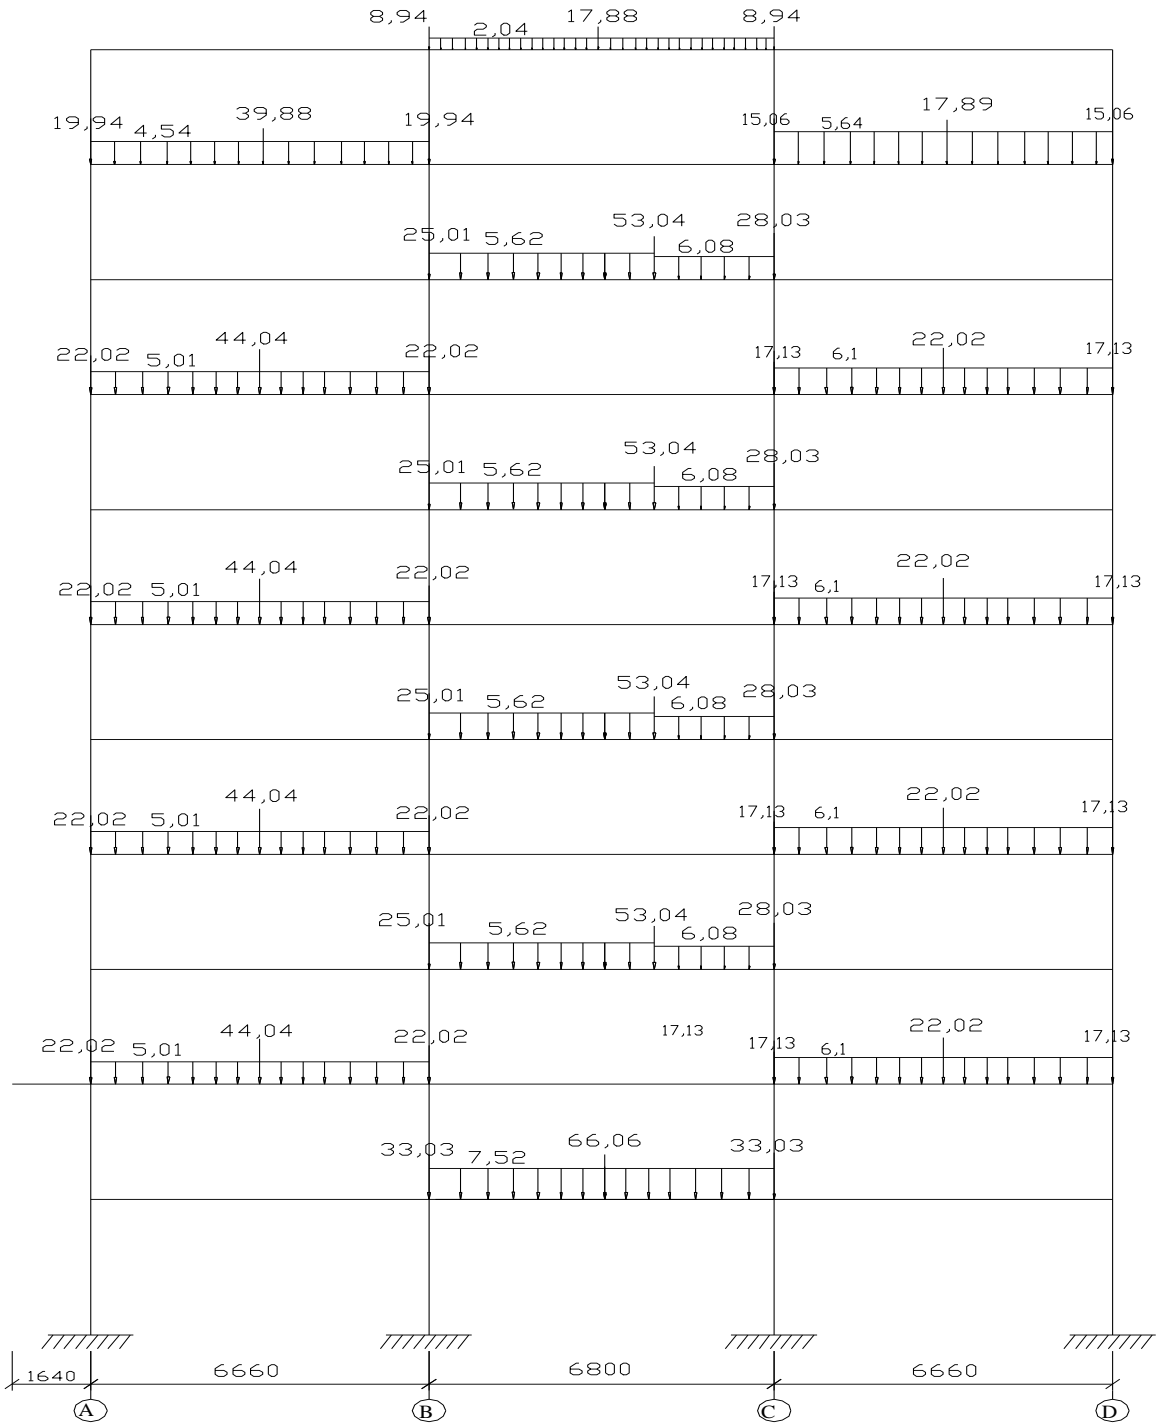 8,94 17,88 8,94
2,04
39,88 17,89
19,94 4,54 19,94 15,06 5,64 15,06
53,04 28,03
25,01 5,62 6,08
44,04 22,02
22,02 5,01 22,02 17,13 6,1 17,13
53,04 28,03
25,01 5,62 6,08
44,04 22,02 22,02
22,02 5,01 17,13 6,1 17,13
53,04 28,03
25,01 5,62 6,08
44,04 22,02
22,02 5,01 22,02 17,13 6,1 17,13
53,04 28,03
25,01 5,62 6,08
44,04 22,02 17,13 22,02
22,02 5,01 17,13 6,1 17,13
66,06
33,03 7,52 33,03
1640 6660 6800 6660
A B C D